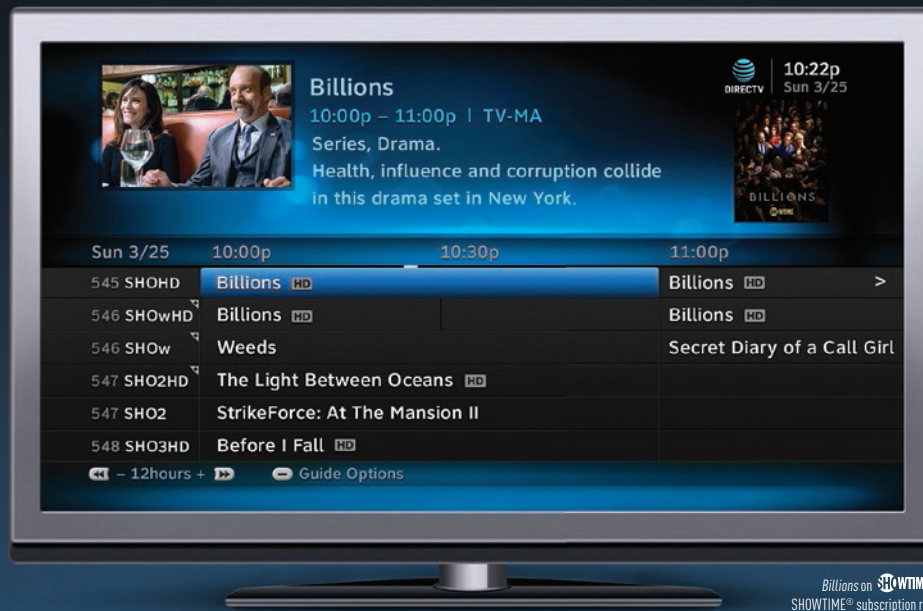 Billions
10:00p – 11:00p | TV-MA
Series, Drama.
Health, influence and corruption collide
in this drama set in New York.
DIRECTV
10:22p
Sun 3/25
BILLIONS
SHOWTIME
Sun 3/25 10:00p 10:30p 11:00p
545 SHOHD Billions HD Billions HD >
546 SHOwHD Billions HD Billions HD
546 SHOw Weeds Secret Diary of a Call Girl
547 SHO2HD The Light Between Oceans HD
547 SHO2 StrikeForce: At The Mansion II
548 SHO3HD Before I Fall HD
– 12hours + Guide Options
Billions on
SHOWTIME® subscription